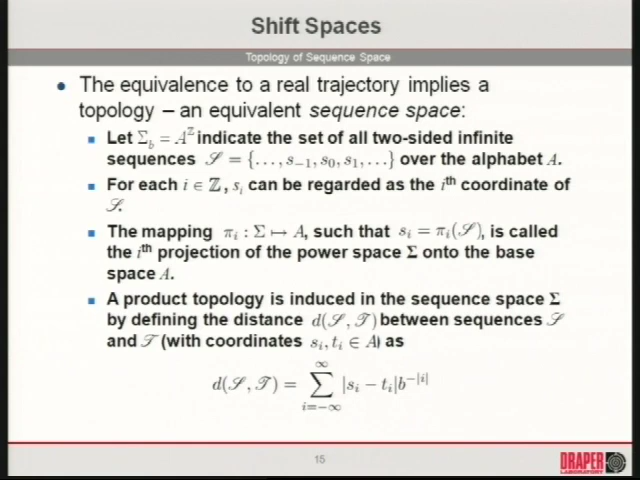 Shift Spaces
Topology of Sequence Space
• The equivalence to a real trajectory implies a
topology – an equivalent sequence space:
▪ Let Σ_b = A^ℤ indicate the set of all two-sided infinite
sequences 𝒮 = {…, s₋₁, s₀, s₁, …} over the alphabet A.
▪ For each i ∈ ℤ, s_i can be regarded as the i^th coordinate of
𝒮.
▪ The mapping π_i : Σ ↦ A, such that s_i = π_i(𝒮), is called
the i^th projection of the power space Σ onto the base
space A.
▪ A product topology is induced in the sequence space Σ
by defining the distance d(𝒮, 𝒯) between sequences 𝒮
and 𝒯 (with coordinates s_i, t_i ∈ A) as
d(𝒮, 𝒯) = ∑_{i=−∞}^{∞} |s_i − t_i| b^{−|i|}
15
DRAPER
LABORATORY